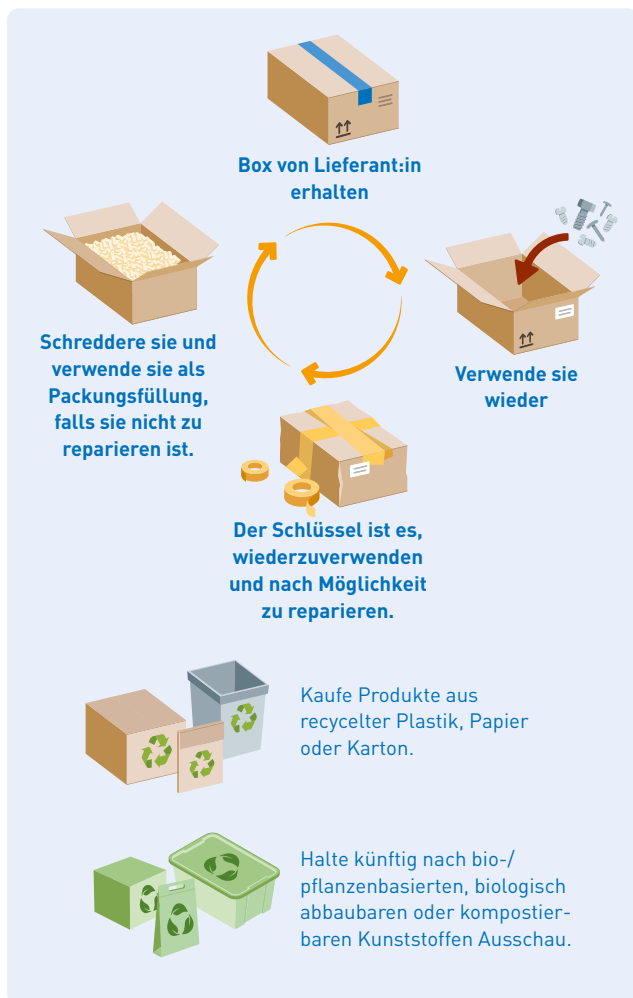 Box von Lieferant:in
erhalten
Verwende sie
wieder
Der Schlüssel ist es,
wiederzuverwenden
und nach Möglichkeit
zu reparieren.
Schreddere sie und
verwende sie als
Packungsfüllung,
falls sie nicht zu
reparieren ist.
Kaufe Produkte aus
recycelter Plastik, Papier
oder Karton.
Halte künftig nach bio-/
pflanzenbasierten, biologisch
abbaubaren oder kompostier-
baren Kunststoffen Ausschau.